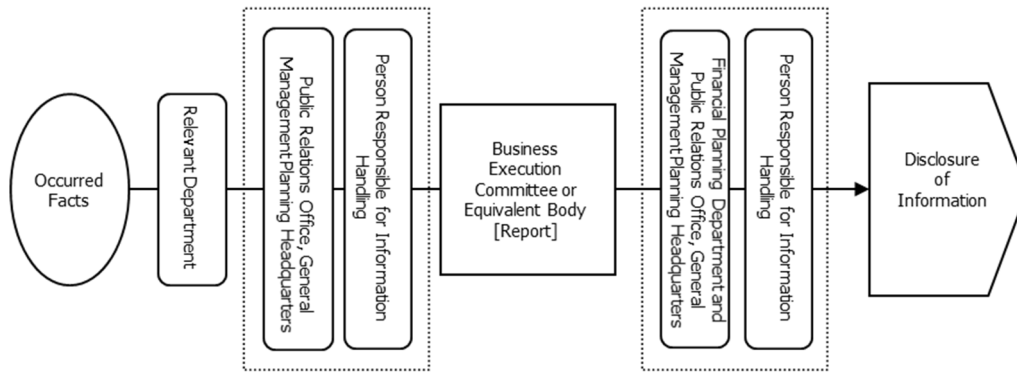 Occurred
Facts
Relevant Department
Public Relations Office, General
Management Planning Headquarters
Person Responsible for Information
Handling
Business
Execution
Committee or
Equivalent Body
[Report]
Financial Planning Department and
Public Relations Office, General
Management Planning Headquarters
Person Responsible for Information
Handling
Disclosure
of
Information